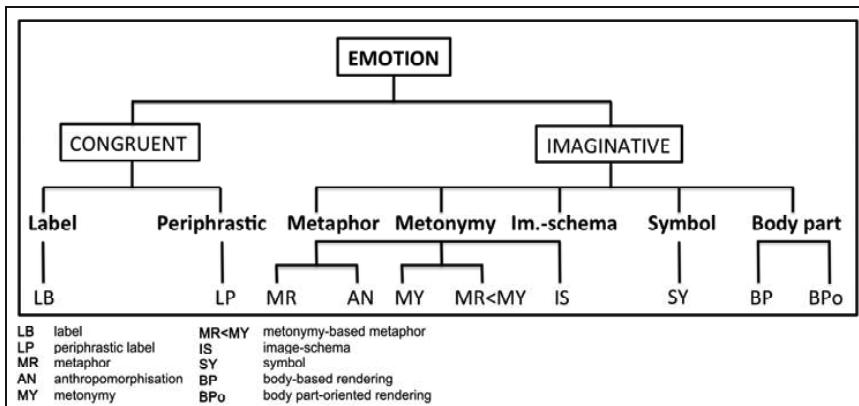 EMOTION
CONGRUENT IMAGINATIVE
Label Periphrastic Metaphor Metonymy Im.-schema Symbol Body part
LB LP MR AN MY MR<MY IS SY BP BPo
LB label MR<MY metonymy-based metaphor
LP periphrastic label IS image-schema
MR metaphor SY symbol
AN anthropomorphisation BP body-based rendering
MY metonymy BPo body part-oriented rendering